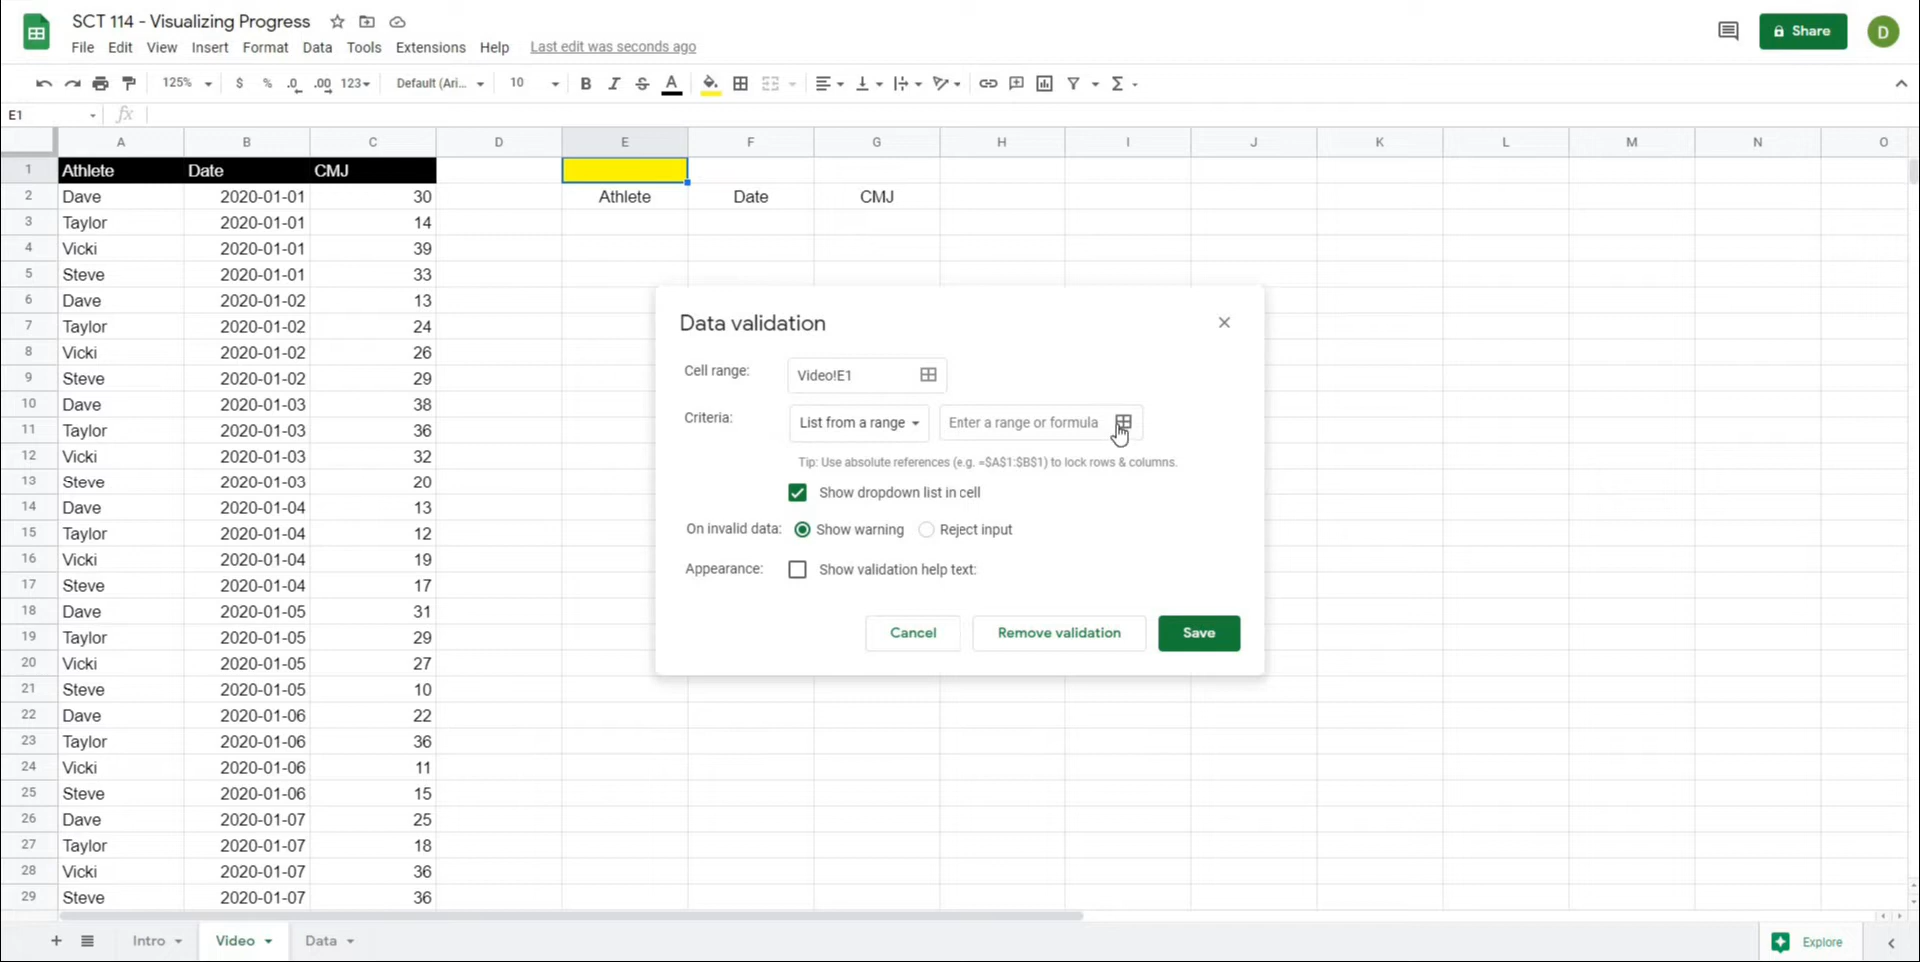 SCT 114 - Visualizing Progress
File Edit View Insert Format Data Tools Extensions Help Last edit was seconds ago
Share
D
125% $ % .0 .00 123 Default (Ari... 10 B I S A Σ
E1 fx
A B C D E F G H I J K L M N O
1 Athlete Date CMJ
2 Dave 2020-01-01 30 Athlete Date CMJ
3 Taylor 2020-01-01 14
4 Vicki 2020-01-01 39
5 Steve 2020-01-01 33
6 Dave 2020-01-02 13
7 Taylor 2020-01-02 24
8 Vicki 2020-01-02 26
9 Steve 2020-01-02 29
10 Dave 2020-01-03 38
11 Taylor 2020-01-03 36
12 Vicki 2020-01-03 32
13 Steve 2020-01-03 20
14 Dave 2020-01-04 13
15 Taylor 2020-01-04 12
16 Vicki 2020-01-04 19
17 Steve 2020-01-04 17
18 Dave 2020-01-05 31
19 Taylor 2020-01-05 29
20 Vicki 2020-01-05 27
21 Steve 2020-01-05 10
22 Dave 2020-01-06 22
23 Taylor 2020-01-06 36
24 Vicki 2020-01-06 11
25 Steve 2020-01-06 15
26 Dave 2020-01-07 25
27 Taylor 2020-01-07 18
28 Vicki 2020-01-07 36
29 Steve 2020-01-07 36
Data validation
Cell range: Video!E1
Criteria: List from a range Enter a range or formula
Tip: Use absolute references (e.g. =$A$1:$B$1) to lock rows & columns.
Show dropdown list in cell
On invalid data: Show warning Reject input
Appearance: Show validation help text:
Cancel Remove validation Save
Intro Video Data
Explore